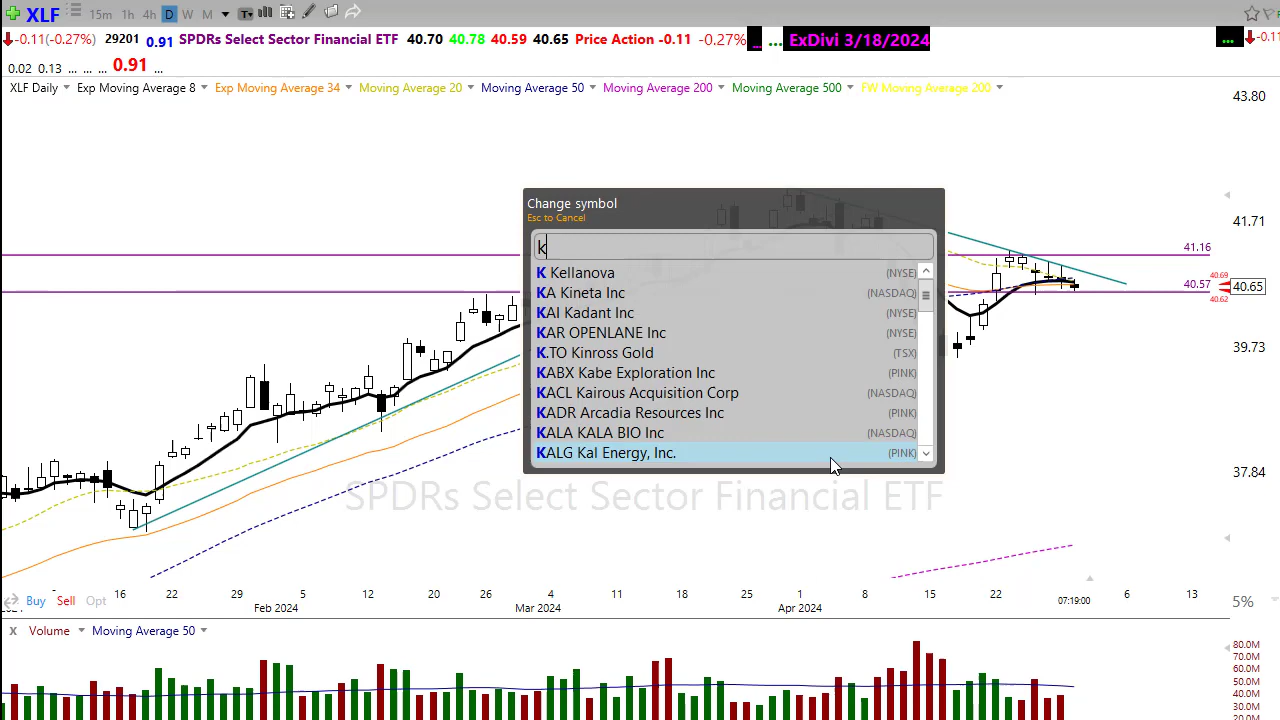 XLF 15m 1h 4h D W M
-0.11(-0.27%) 29201 0.91 SPDRs Select Sector Financial ETF 40.70 40.78 40.59 40.65 Price Action -0.11 -0.27% ... ... ExDivi 3/18/2024 ... -0.11
0.02 0.13 ... ... ... 0.91 ...
XLF Daily Exp Moving Average 8 Exp Moving Average 34 Moving Average 20 Moving Average 50 Moving Average 200 Moving Average 500 FW Moving Average 200
43.80
41.71
41.16
40.69
40.57
40.65
40.62
39.73
37.84
Change symbol
Esc to Cancel
k
K Kellanova (NYSE)
KA Kineta Inc (NASDAQ)
KAI Kadant Inc (NYSE)
KAR OPENLANE Inc (NYSE)
K.TO Kinross Gold (TSX)
KABX Kabe Exploration Inc (PINK)
KACL Kairous Acquisition Corp (NASDAQ)
KADR Arcadia Resources Inc (PINK)
KALA KALA BIO Inc (NASDAQ)
KALG Kal Energy, Inc. (PINK)
SPDRs Select Sector Financial ETF
16 22 29 5 12 20 26 4 11 18 25 1 8 15 22 07:19:00 6 13
Buy Sell Opt 5%
Feb 2024 Mar 2024 Apr 2024
X Volume Moving Average 50
80.0M
70.0M
60.0M
50.0M
40.0M
30.0M
20.0M